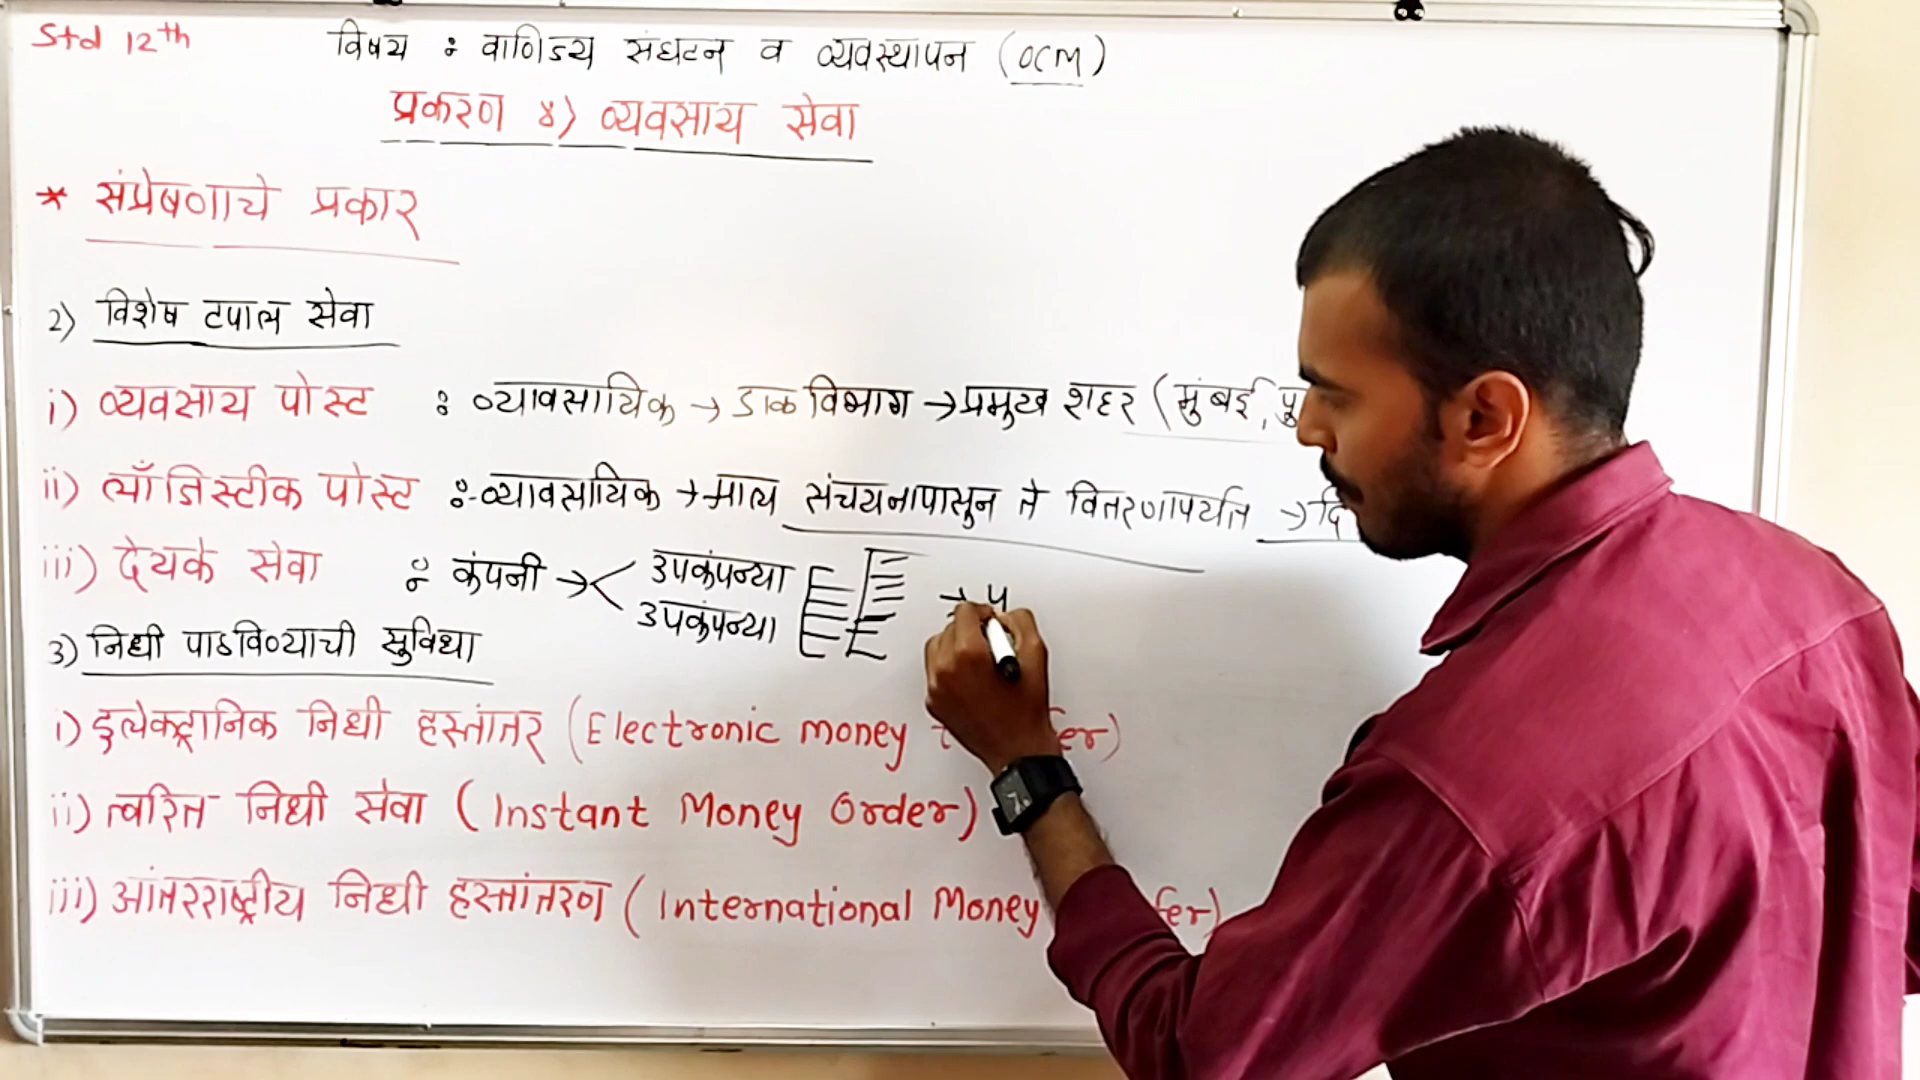 Std 12th
विषय : वाणिज्य संघटन व व्यवस्थापन (OCM)
प्रकरण ४) व्यवसाय सेवा
* संप्रेषणाचे प्रकार
2) विशेष टपाल सेवा
i) व्यवसाय पोस्ट : व्यावसायिक → डाक विभाग → प्रमुख शहर (मुंबई, पु
ii) लॉजिस्टीक पोस्ट :- व्यावसायिक → माल संचयनापासून ते वितरणापर्यंत →
iii) देयके सेवा : कंपनी → < उपकंपन्या
उपकंपन्या
3) निधी पाठविण्याची सुविधा
i) इलेक्ट्रानिक निधी हस्तांतर (Electronic money
ii) त्वरित निधी सेवा (Instant Money Order)
iii) आंतरराष्ट्रीय निधी हस्तांतरण (International Money